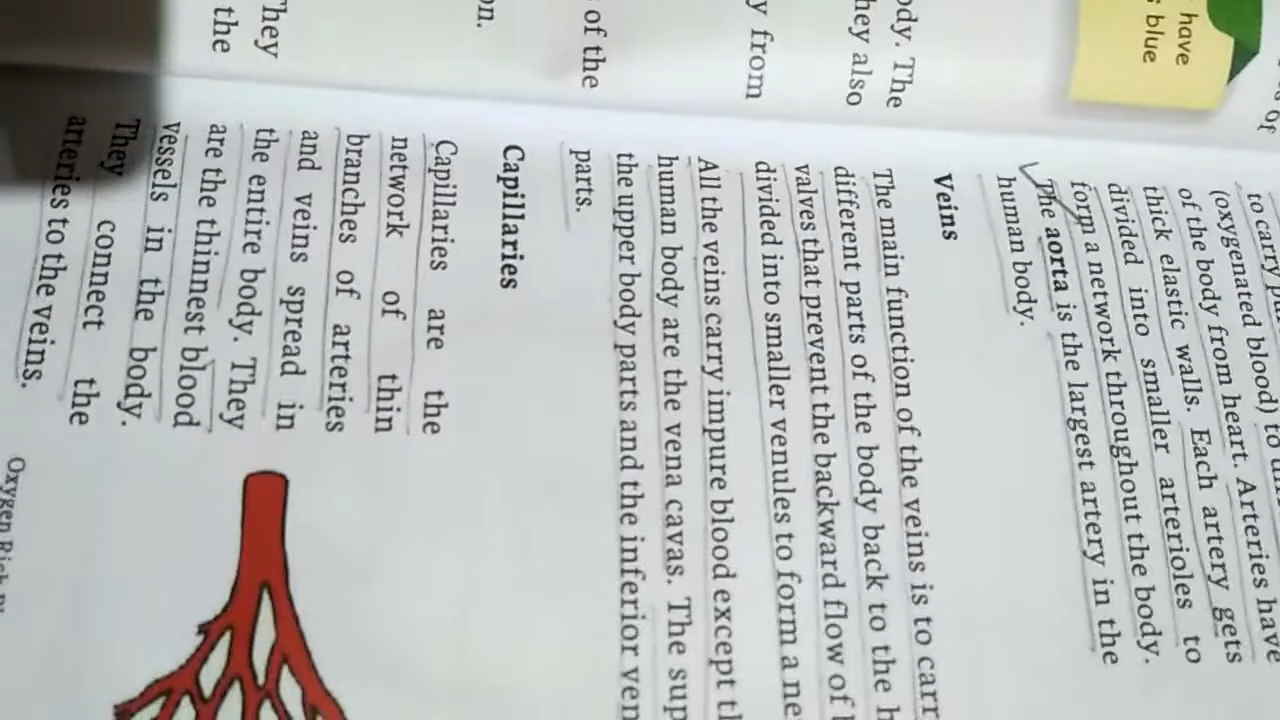 have
blue
ody. The
hey also
y from
of the
on.
They
the
of
to carry
(oxygenated blood) to
of the body from heart. Arteries have
thick elastic walls. Each artery gets
divided into smaller arterioles to
form a network throughout the body.
The aorta is the largest artery in the
human body.
Veins
The main function of the veins is to carr
different parts of the body back to the h
valves that prevent the backward flow of
divided into smaller venules to form a ne
All the veins carry impure blood except
human body are the vena cavas. The sup
the upper body parts and the inferior ven
parts.
Capillaries
Capillaries are the
network of thin
branches of arteries
and veins spread in
the entire body. They
are the thinnest blood
vessels in the body.
They connect the
arteries to the veins.
Oxygen Rich